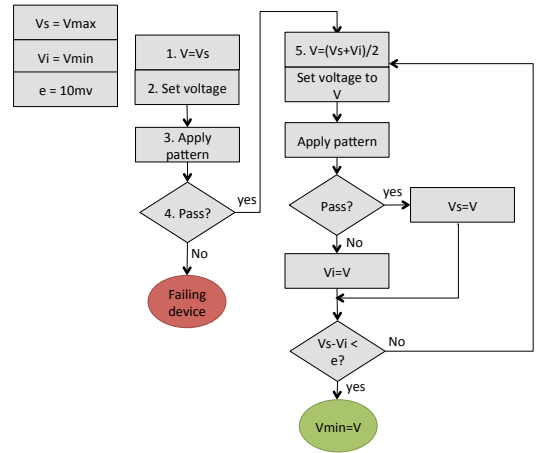 Vs = Vmax
Vi = Vmin
e = 10mv
1. V=Vs
2. Set voltage
3. Apply
pattern
4. Pass?
yes
No
Failing
device
5. V=(Vs+Vi)/2
Set voltage to
V
Apply pattern
Pass?
yes
Vs=V
No
Vi=V
Vs-Vi <
e?
No
yes
Vmin=V